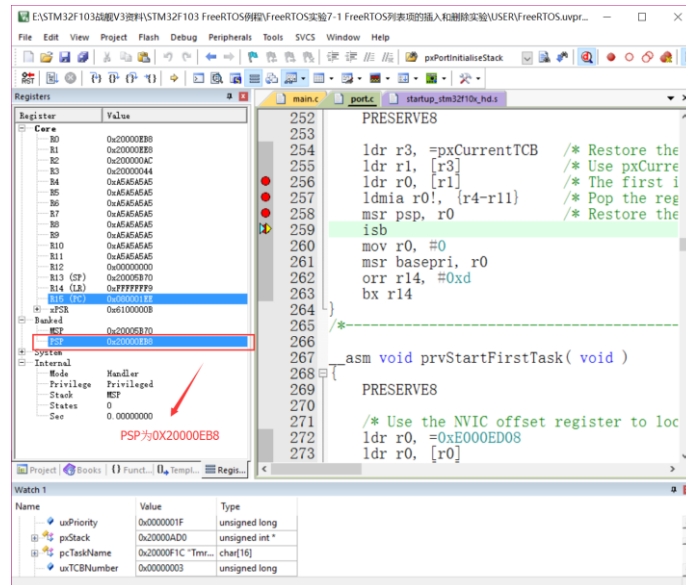 E:\STM32F103战舰V3资料\STM32F103 FreeRTOS例程\FreeRTOS实验7-1 FreeRTOS列表项的插入和删除实验\USER\FreeRTOS.uvpr...
File Edit View Project Flash Debug Peripherals Tools SVCS Window Help
pxPortInitialiseStack
Registers
main.c port.c startup_stm32f10x_hd.s
Register Value
Core
R0 0x20000EB8
R1 0x20000EE8
R2 0x200000AC
R3 0x20000044
R4 0xA5A5A5A5
R5 0xA5A5A5A5
R6 0xA5A5A5A5
R7 0xA5A5A5A5
R8 0xA5A5A5A5
R9 0xA5A5A5A5
R10 0xA5A5A5A5
R11 0xA5A5A5A5
R12 0x00000000
R13 (SP) 0x20005B70
R14 (LR) 0xFFFFFFF9
R15 (PC) 0x080001EE
xPSR 0x6100000B
Banked
MSP 0x20005B70
PSP 0x20000EB8
System
Internal
Mode Handler
Privilege Privileged
Stack MSP
States 0
Sec 0.00000000
PSP为0X20000EB8
252 PRESERVE8
253
254 ldr r3, =pxCurrentTCB /* Restore the
255 ldr r1, [r3] /* Use pxCurre
256 ldr r0, [r1] /* The first i
257 ldmia r0!, {r4-r11} /* Pop the reg
258 msr psp, r0 /* Restore the
259 isb
260 mov r0, #0
261 msr basepri, r0
262 orr r14, #0xd
263 bx r14
264 }
265 /*-----------------------------------------
266
267 __asm void prvStartFirstTask( void )
268 {
269 PRESERVE8
270
271 /* Use the NVIC offset register to loc
272 ldr r0, =0xE000ED08
273 ldr r0, [r0]
Project Books Funct... Templ... Regis...
Watch 1
Name Value Type
uxPriority 0x0000001F unsigned long
pxStack 0x20000AD0 unsigned int *
pcTaskName 0x20000F1C "Tmr... char[16]
uxTCBNumber 0x00000003 unsigned long